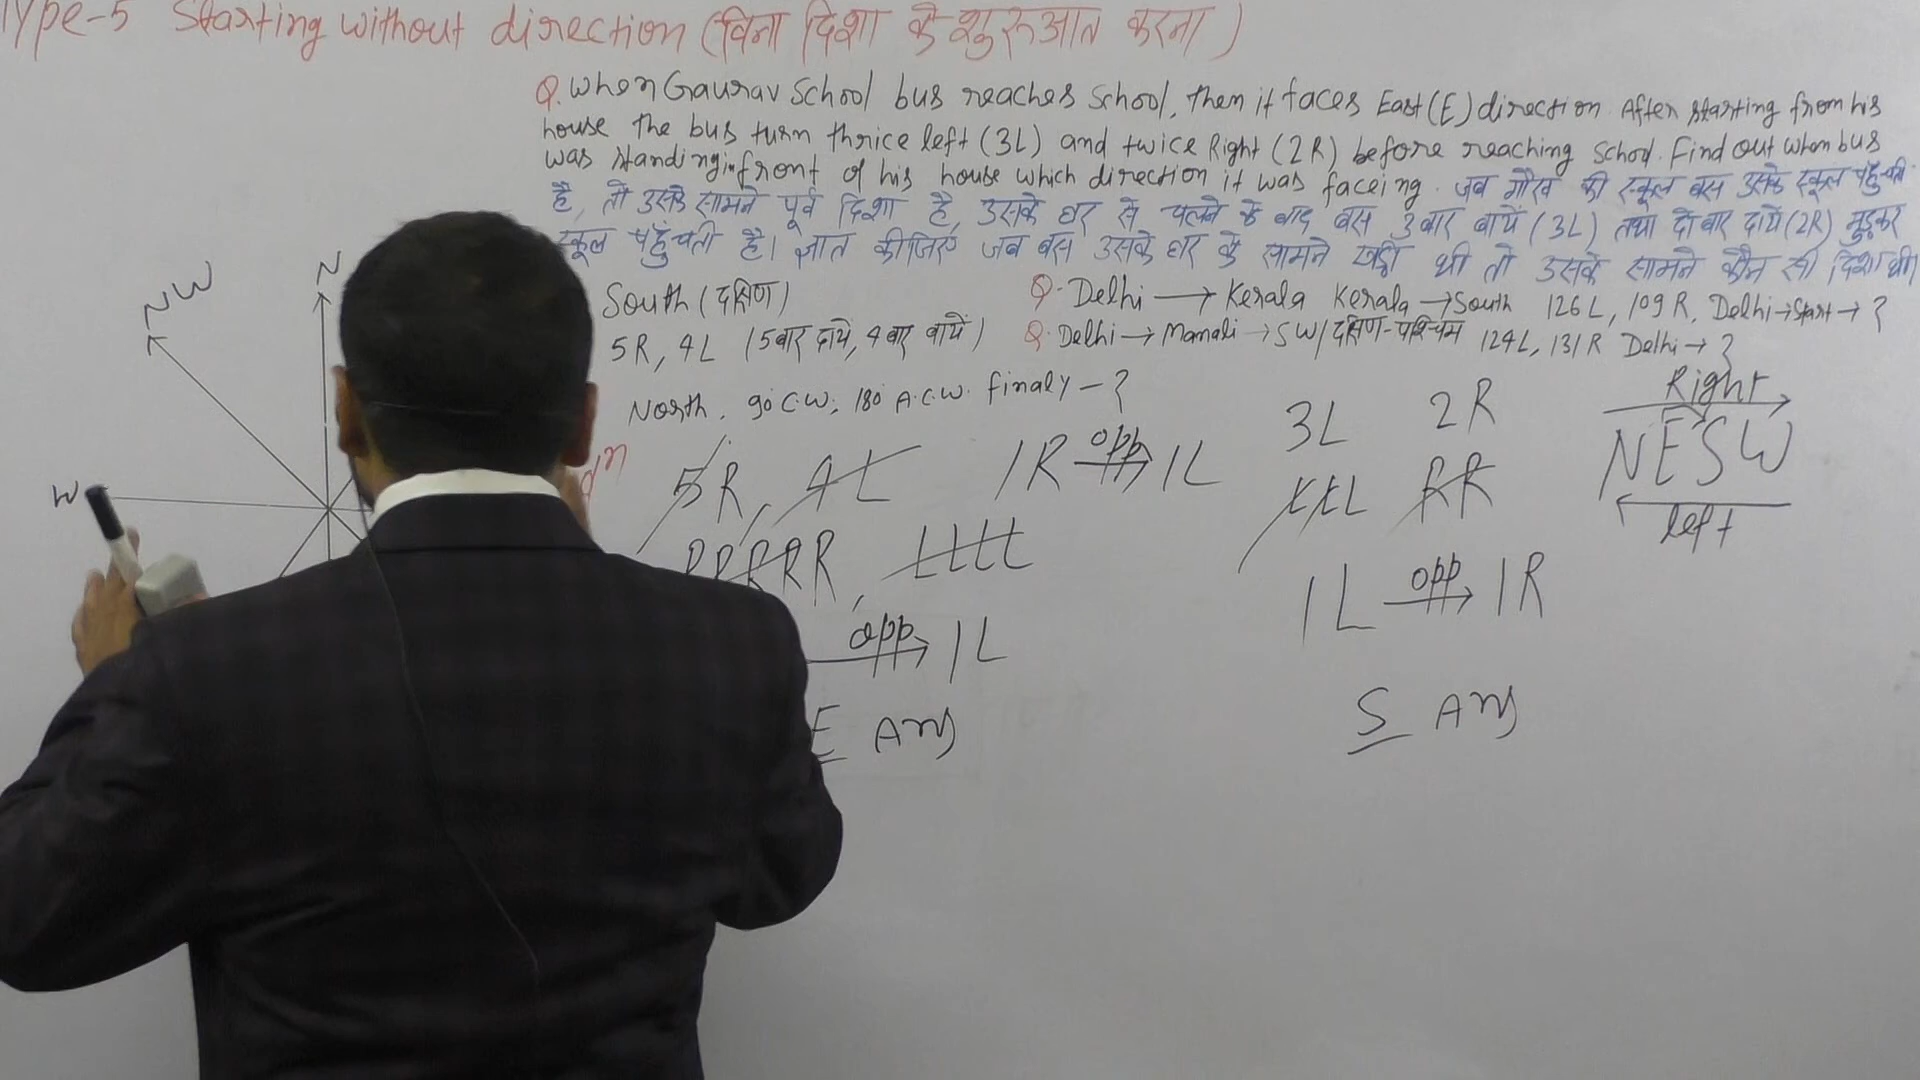 Type-5 Starting without direction (बिना दिशा के शुरुआत करना)
Q. When Gaurav School bus reaches School, then it faces East (E) direction After starting from his
house the bus turn thrice left (3L) and twice Right (2R) before reaching School. Find out when bus
was standing in front of his house which direction it was faceing. जब गौरव की स्कूल बस उसके स्कूल पहुँचती
है, तो उसके सामने पूर्व दिशा है, उसके घर से चलने के बाद बस 3 बार बायें (3L) तथा दो बार दायें (2R) मुड़कर
स्कूल पहुँचती है। ज्ञात कीजिए जब बस उसके घर के सामने खड़ी थी तो उसके सामने कौन सी दिशा थी।
South (दक्षिण)
5R, 4L (5 बार दायें, 4 बार बायें)
Q. Delhi → Kerala Kerala → South 126L, 109R, Delhi → Start → ?
Q. Delhi → Manali → SW/दक्षिण-पश्चिम 124L, 131R Delhi → ?
North, 90° C.W, 180° A.C.W. finaly - ?
NW
N
W
5R, 4L
RRRRR, LLLL
opp → 1L
E Ans
1R opp → 1L
3L 2R
LLL RR
1L opp → 1R
S Ans
Right
NESW
left